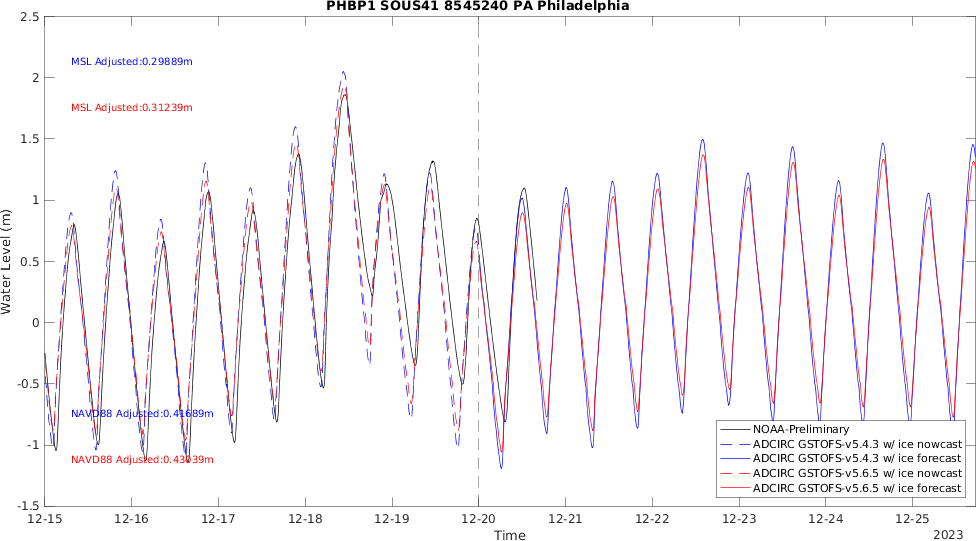 PHBP1 SOUS41 8545240 PA Philadelphia
2.5
2
1.5
1
0.5
0
-0.5
-1
-1.5
Water Level (m)
MSL Adjusted:0.29889m
MSL Adjusted:0.31239m
NAVD88 Adjusted:0.41689m
NAVD88 Adjusted:0.43039m
NOAA-Preliminary
ADCIRC GSTOFS-v5.4.3 w/ ice nowcast
ADCIRC GSTOFS-v5.4.3 w/ ice forecast
ADCIRC GSTOFS-v5.6.5 w/ ice nowcast
ADCIRC GSTOFS-v5.6.5 w/ ice forecast
12-15 12-16 12-17 12-18 12-19 12-20 12-21 12-22 12-23 12-24 12-25
Time
2023